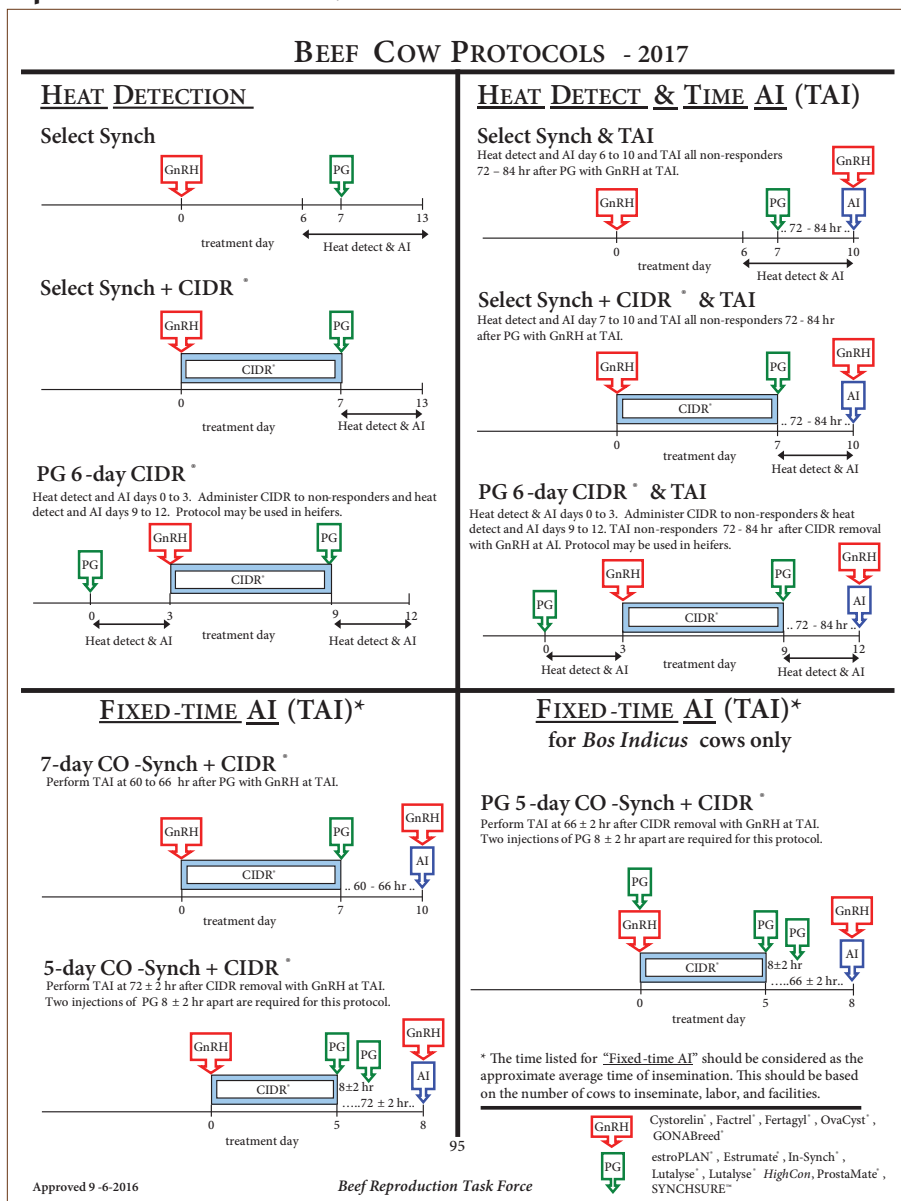 BEEF COW PROTOCOLS - 2017
HEAT DETECTION
Select Synch
GnRH
PG
0
6
7
13
treatment day
Heat detect & AI
Select Synch + CIDR ®
GnRH
PG
CIDR®
0
7
13
treatment day
Heat detect & AI
PG 6-day CIDR ®
Heat detect and AI days 0 to 3. Administer CIDR to non-responders and heat
detect and AI days 9 to 12. Protocol may be used in heifers.
PG
GnRH
PG
CIDR®
0
3
9
12
Heat detect & AI
treatment day
Heat detect & AI
HEAT DETECT & TIME AI (TAI)
Select Synch & TAI
Heat detect and AI day 6 to 10 and TAI all non-responders
72 – 84 hr after PG with GnRH at TAI.
GnRH
GnRH
PG
AI
.. 72 - 84 hr ..
0
6
7
10
treatment day
Heat detect & AI
Select Synch + CIDR ® & TAI
Heat detect and AI day 7 to 10 and TAI all non-responders 72 - 84 hr
after PG with GnRH at TAI.
GnRH
PG
GnRH
AI
CIDR®
.. 72 - 84 hr ..
0
7
10
treatment day
Heat detect & AI
PG 6-day CIDR ® & TAI
Heat detect & AI days 0 to 3. Administer CIDR to non-responders & heat
detect and AI days 9 to 12. TAI non-responders 72 - 84 hr after CIDR removal
with GnRH at AI. Protocol may be used in heifers.
PG
GnRH
PG
GnRH
AI
CIDR®
.. 72 - 84 hr ..
0
3
9
12
Heat detect & AI
treatment day
Heat detect & AI
FIXED-TIME AI (TAI)*
7-day CO -Synch + CIDR ®
Perform TAI at 60 to 66 hr after PG with GnRH at TAI.
GnRH
PG
GnRH
AI
CIDR®
.. 60 - 66 hr ..
0
7
10
treatment day
5-day CO -Synch + CIDR ®
Perform TAI at 72 ± 2 hr after CIDR removal with GnRH at TAI.
Two injections of PG 8 ± 2 hr apart are required for this protocol.
GnRH
PG
PG
GnRH
AI
CIDR®
8±2 hr
.....72 ± 2 hr..
0
5
8
treatment day
FIXED-TIME AI (TAI)*
for Bos Indicus cows only
PG 5 -day CO -Synch + CIDR ®
Perform TAI at 66 ± 2 hr after CIDR removal with GnRH at TAI.
Two injections of PG 8 ± 2 hr apart are required for this protocol.
PG
GnRH
PG
PG
GnRH
AI
CIDR®
8±2 hr
.....66 ± 2 hr..
0
5
8
treatment day
* The time listed for "Fixed-time AI" should be considered as the
approximate average time of insemination. This should be based
on the number of cows to inseminate, labor, and facilities.
GnRH
Cystorelin®, Factrel®, Fertagyl®, OvaCyst®,
GONABreed®
PG
estroPLAN®, Estrumate®, In-Synch®,
Lutalyse®, Lutalyse® HighCon, ProstaMate®,
SYNCHSURE™
95
Approved 9 -6-2016
Beef Reproduction Task Force